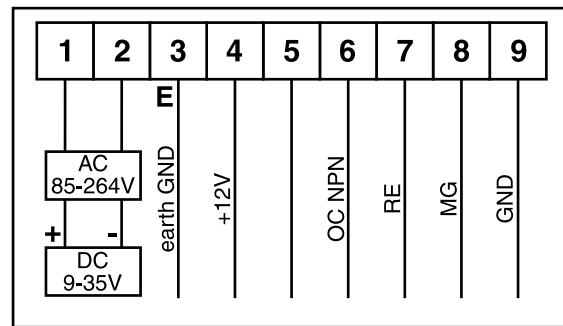 1 2 3 4 5 6 7 8 9
E
AC
85-264V
+ -
DC
9-35V
earth GND
+12V
OC NPN
RE
MG
GND